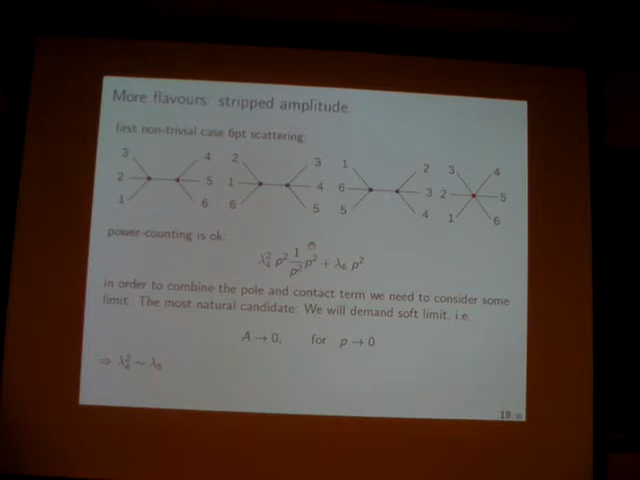 More flavours: stripped amplitude
first non-trivial case 6pt scattering:
3 4 2 3 1 2 3 4
2 5 1 4 6 3 2 5
1 6 6 5 5 4 1 6
power-counting is ok:
λ₄² p² 1/p² p² + λ₆ p²
in order to combine the pole and contact term we need to consider some
limit. The most natural candidate: We will demand soft limit, i.e.
A → 0, for p → 0
⇒ λ₄² ∼ λ₆
18